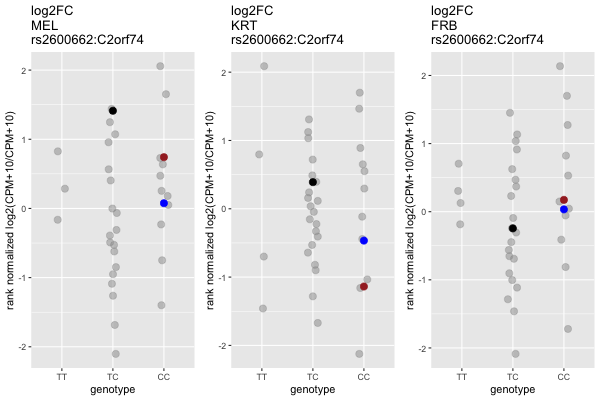 log2FC
MEL
rs2600662:C2orf74
rank normalized log2(CPM+10/CPM+10)
2
1
0
-1
-2
TT
TC
CC
genotype
log2FC
KRT
rs2600662:C2orf74
rank normalized log2(CPM+10/CPM+10)
2
1
0
-1
-2
TT
TC
CC
genotype
log2FC
FRB
rs2600662:C2orf74
rank normalized log2(CPM+10/CPM+10)
2
1
0
-1
-2
TT
TC
CC
genotype